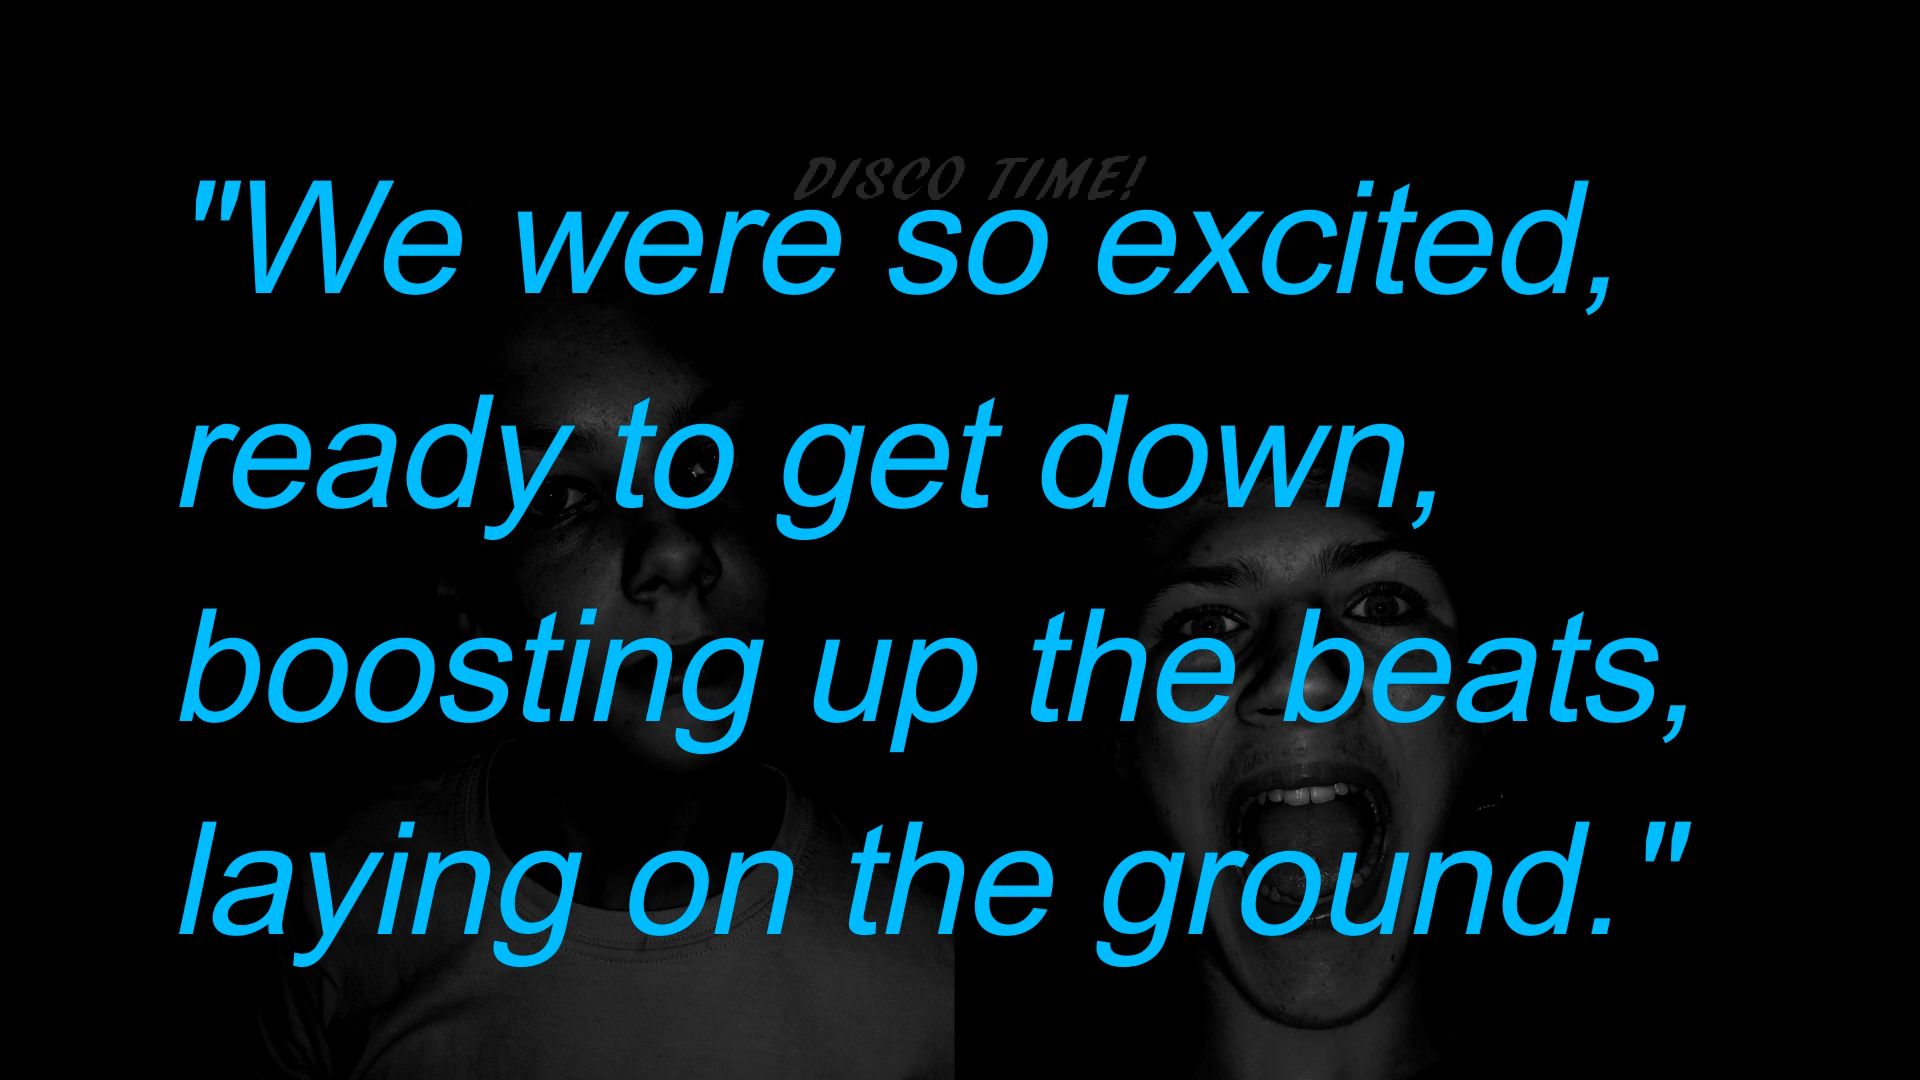 DISCO TIME!
"We were so excited,
ready to get down,
boosting up the beats,
laying on the ground."